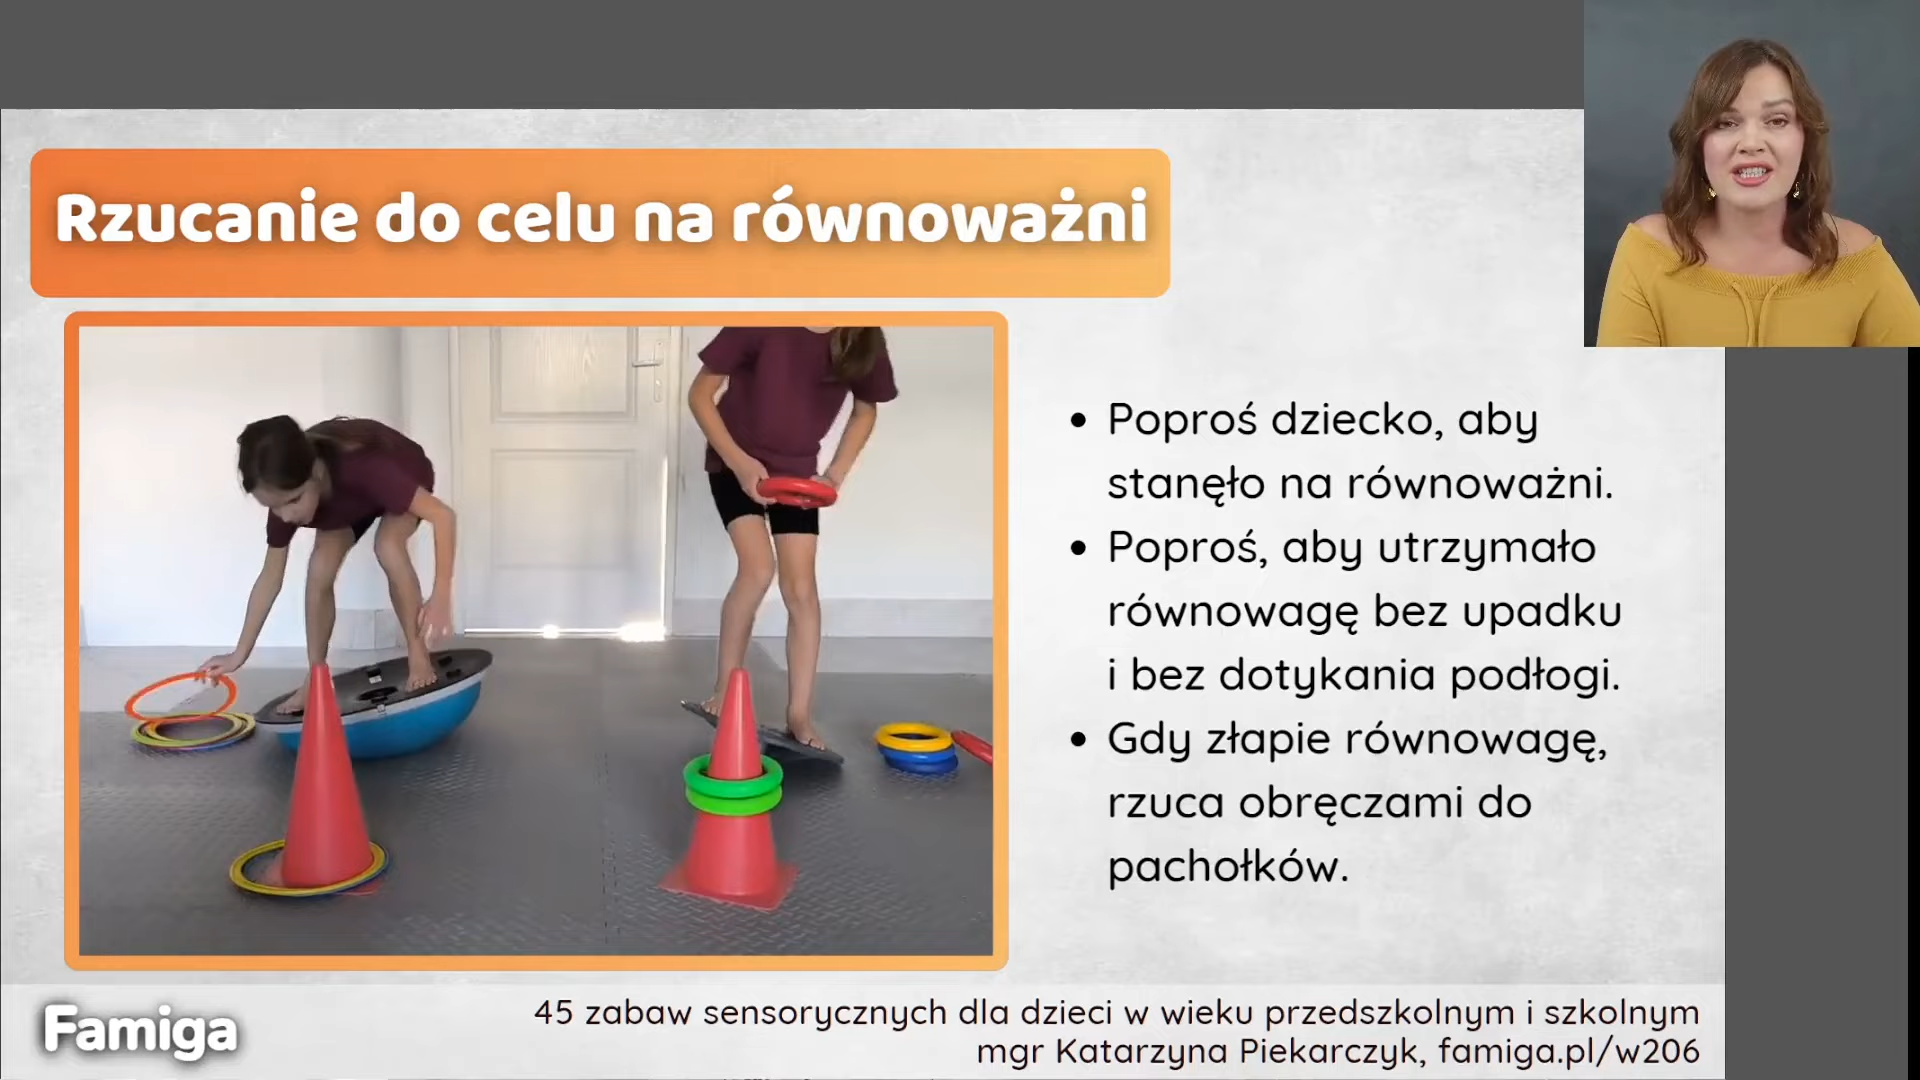 Rzucanie do celu na równoważni
• Poproś dziecko, aby
stanęło na równoważni.
• Poproś, aby utrzymało
równowagę bez upadku
i bez dotykania podłogi.
• Gdy złapie równowagę,
rzuca obręczami do
pachołków.
Famiga
45 zabaw sensorycznych dla dzieci w wieku przedszkolnym i szkolnym
mgr Katarzyna Piekarczyk, famiga.pl/w206